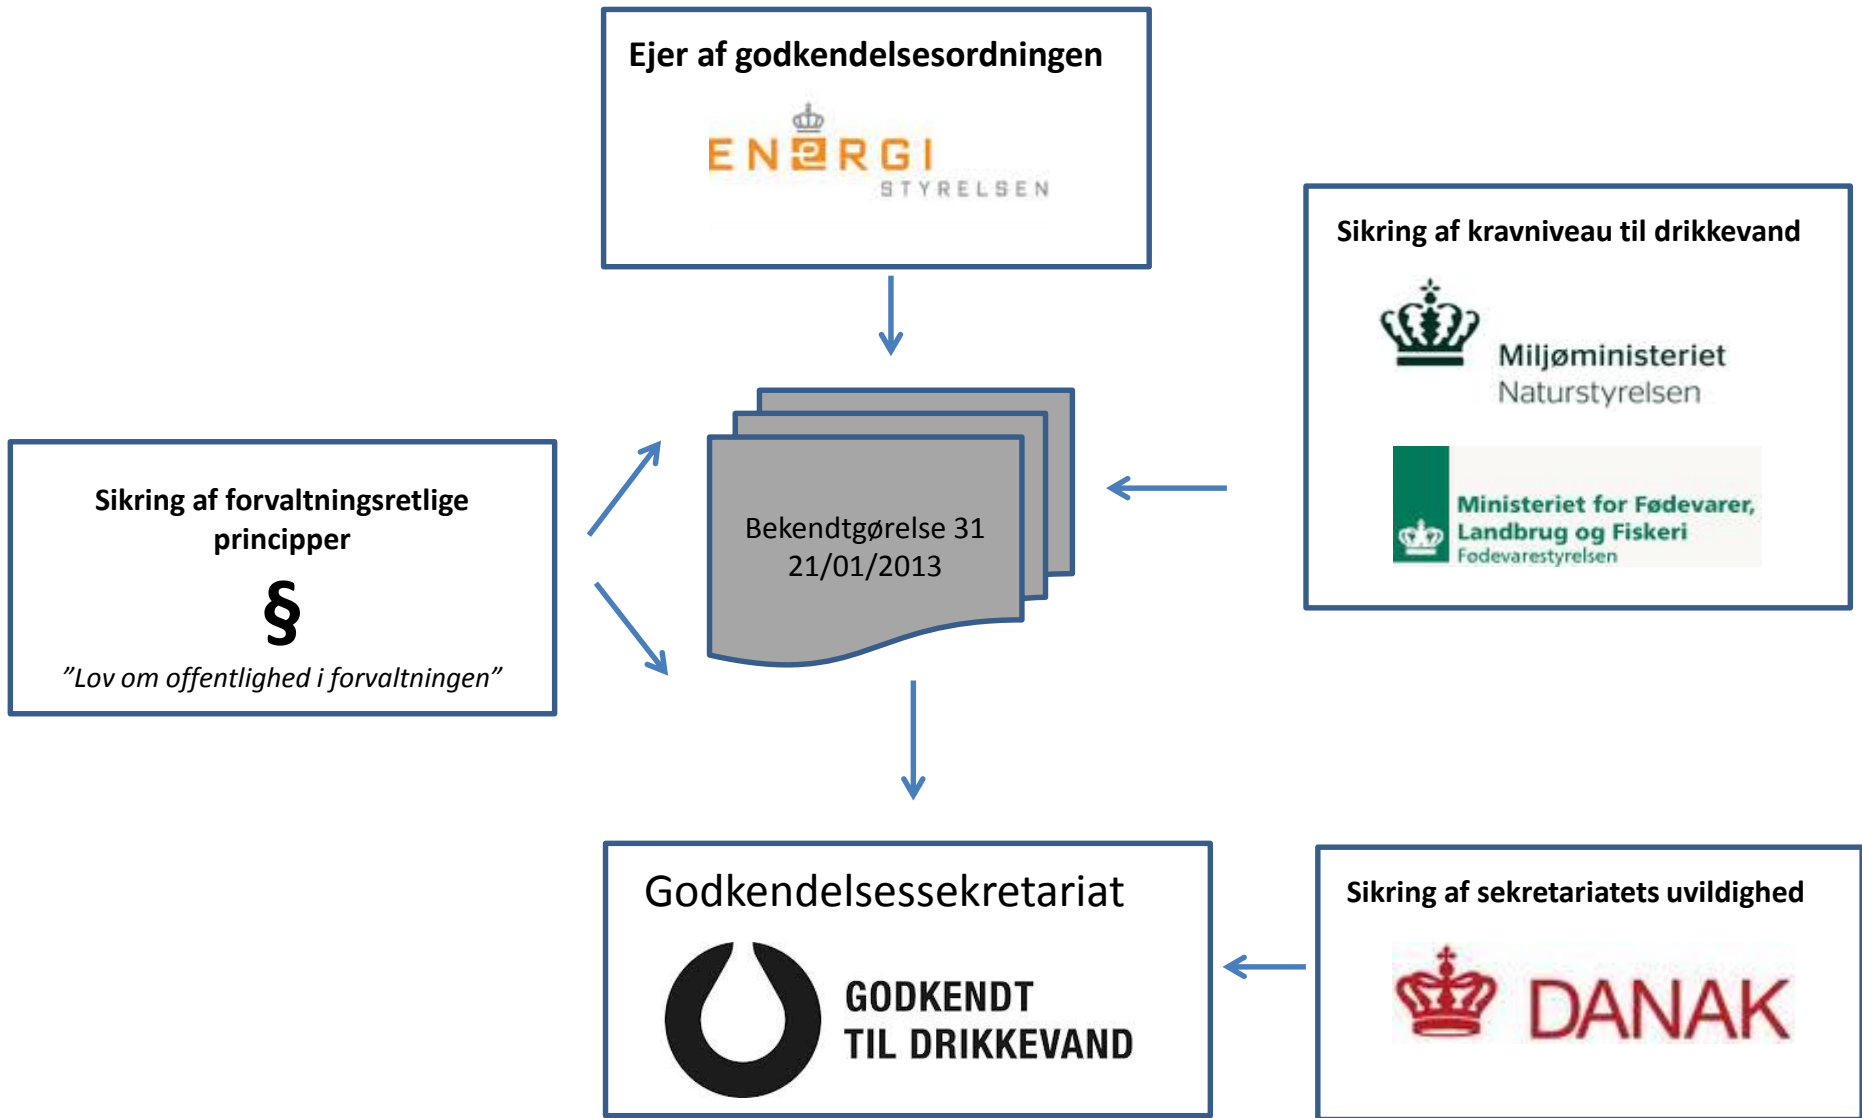 Ejer af godkendelsesordningen
ENeRGI
STYRELSEN
Sikring af kravniveau til drikkevand
Miljøministeriet
Naturstyrelsen
Ministeriet for Fødevarer,
Landbrug og Fiskeri
Fødevarestyrelsen
Sikring af forvaltningsretlige
principper
§
”Lov om offentlighed i forvaltningen”
Bekendtgørelse 31
21/01/2013
Godkendelsessekretariat
GODKENDT
TIL DRIKKEVAND
Sikring af sekretariatets uvildighed
DANAK